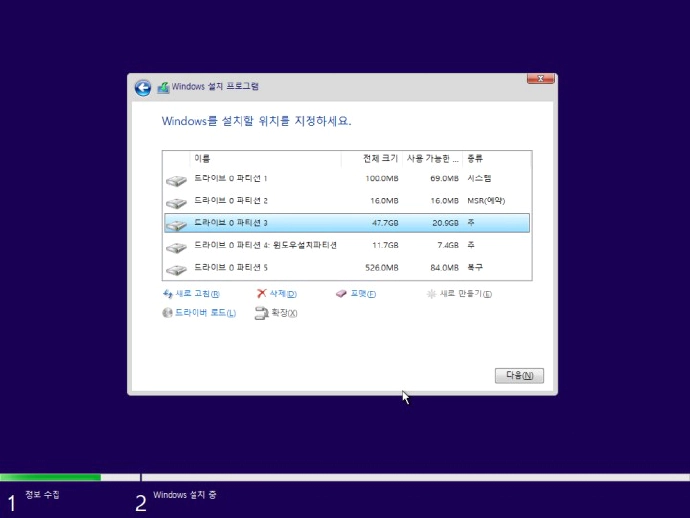 Windows 설치 프로그램
Windows를 설치할 위치를 지정하세요.
이름 전체 크기 사용 가능한 ... 종류
드라이브 0 파티션 1 100.0MB 69.0MB 시스템
드라이브 0 파티션 2 16.0MB 16.0MB MSR(예약)
드라이브 0 파티션 3 47.7GB 20.9GB 주
드라이브 0 파티션 4: 윈도우설치파티션 11.7GB 7.4GB 주
드라이브 0 파티션 5 526.0MB 84.0MB 복구
새로 고침(R) 삭제(D) 포맷(F) 새로 만들기(E)
드라이버 로드(L) 확장(X)
다음(N)
1 정보 수집 2 Windows 설치 중